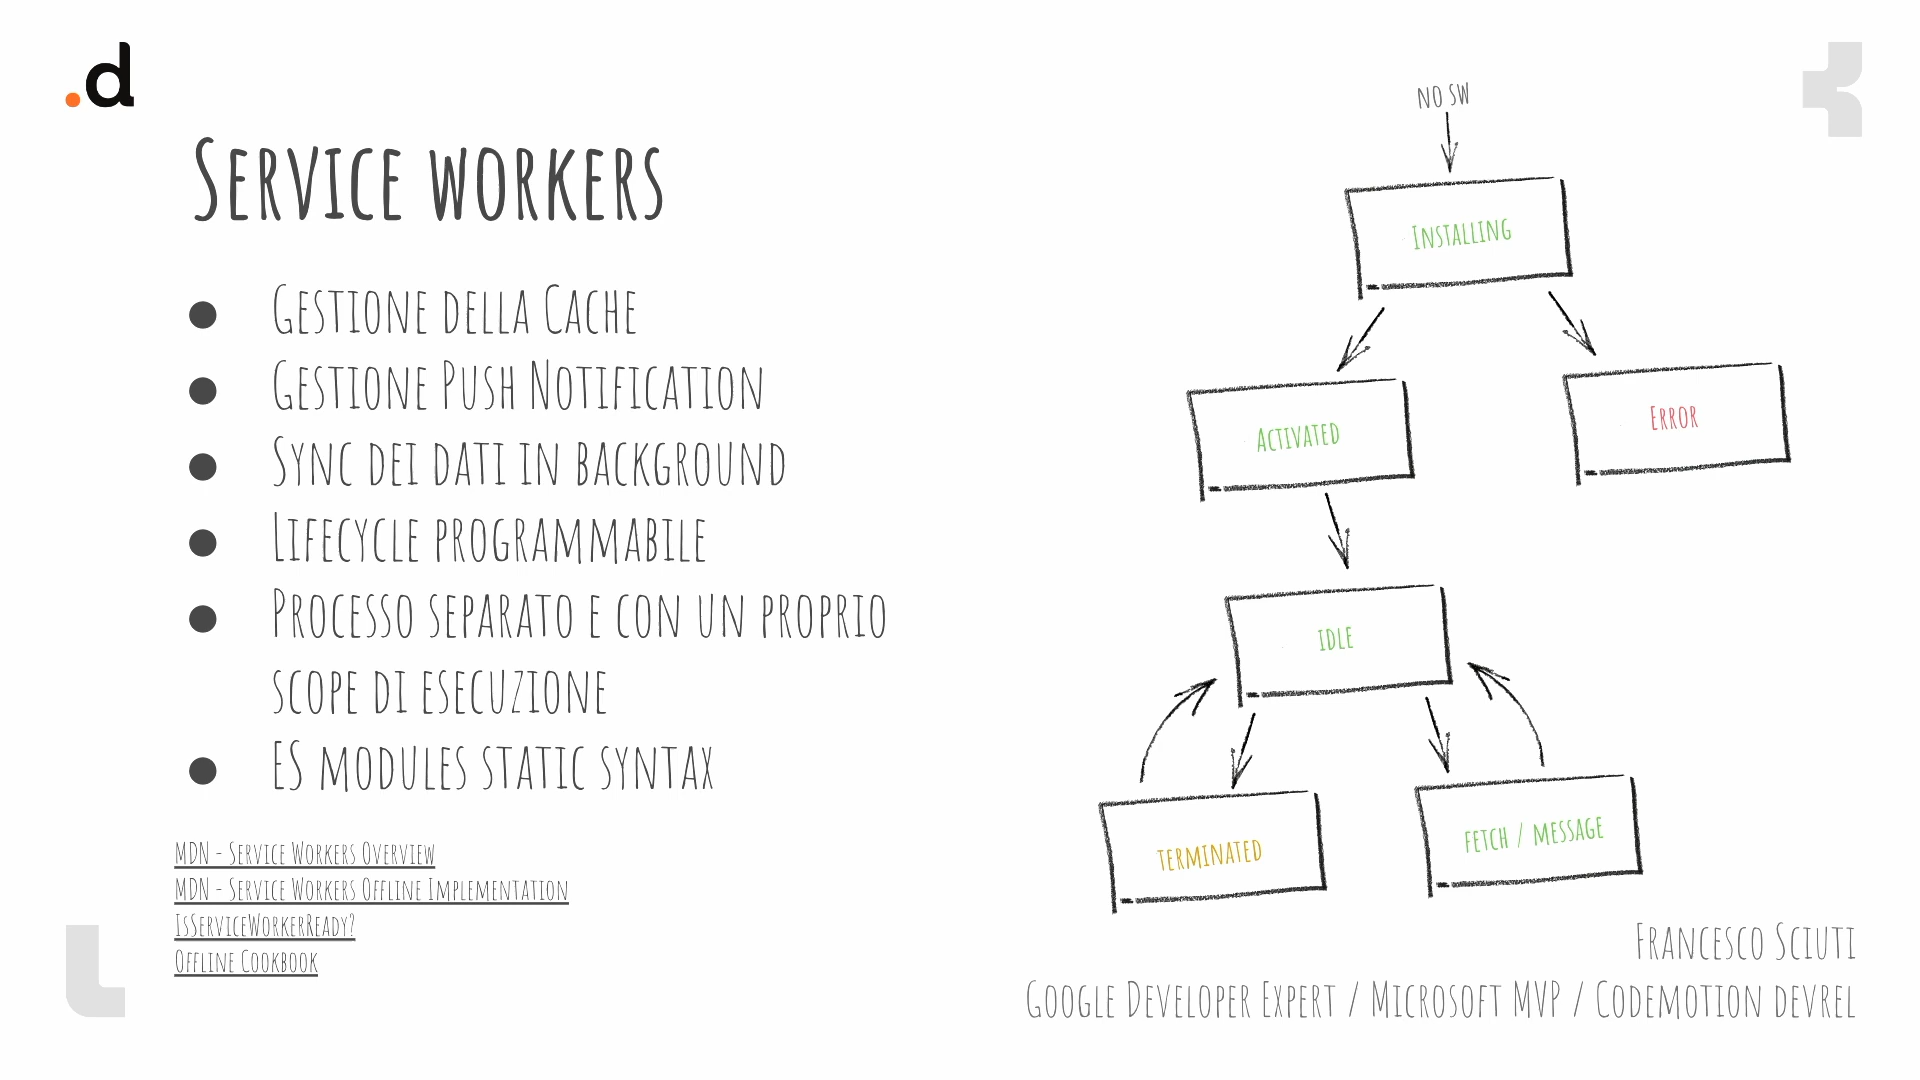 .d
Service workers
● Gestione della Cache
● Gestione Push Notification
● Sync dei dati in background
● Lifecycle programmabile
● Processo separato e con un proprio
scope di esecuzione
● ES modules static syntax
MDN - Service Workers Overview
MDN - Service Workers Offline Implementation
IsServiceWorkerReady?
Offline Cookbook
no sw
Installing
Activated
Error
idle
terminated
fetch / message
Francesco Sciuti
Google Developer Expert / Microsoft MVP / Codemotion devrel